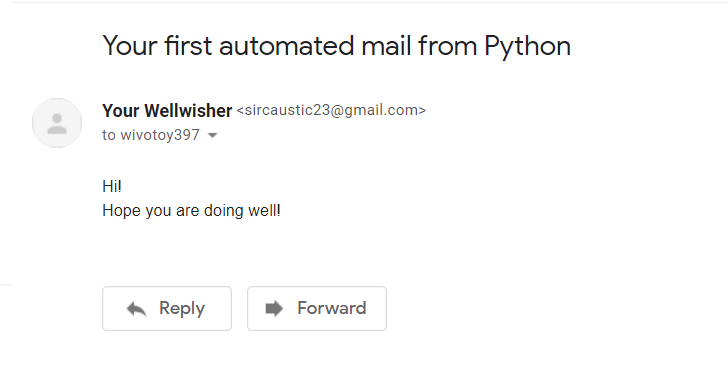 Your first automated mail from Python
Your Wellwisher <sircaustic23@gmail.com>
to wivotoy397
Hi!
Hope you are doing well!
Reply Forward